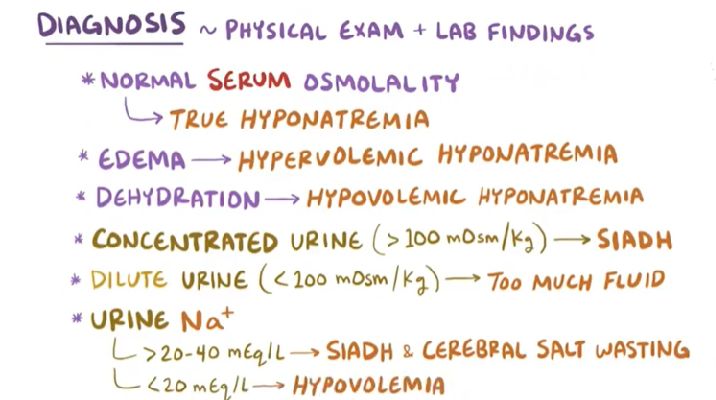 DIAGNOSIS ~ PHYSICAL EXAM + LAB FINDINGS
* NORMAL SERUM OSMOLALITY
↳ TRUE HYPONATREMIA
* EDEMA → HYPERVOLEMIC HYPONATREMIA
* DEHYDRATION → HYPOVOLEMIC HYPONATREMIA
* CONCENTRATED URINE (>100 mOsm/Kg) → SIADH
* DILUTE URINE (<100 mOsm/Kg) → TOO MUCH FLUID
* URINE Na⁺
↳ >20-40 mEq/L → SIADH & CEREBRAL SALT WASTING
↳ <20 mEq/L → HYPOVOLEMIA